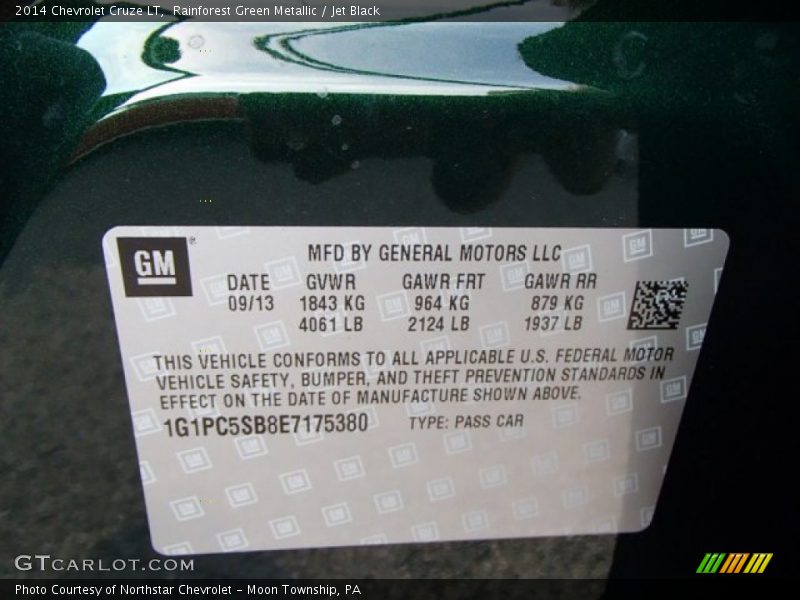 2014 Chevrolet Cruze LT, Rainforest Green Metallic / Jet Black
GM
MFD BY GENERAL MOTORS LLC
DATE GVWR GAWR FRT GAWR RR
09/13 1843 KG 964 KG 879 KG
4061 LB 2124 LB 1937 LB
THIS VEHICLE CONFORMS TO ALL APPLICABLE U.S. FEDERAL MOTOR
VEHICLE SAFETY, BUMPER, AND THEFT PREVENTION STANDARDS IN
EFFECT ON THE DATE OF MANUFACTURE SHOWN ABOVE.
1G1PC5SB8E7175380 TYPE: PASS CAR
GTCARLOT.COM
Photo Courtesy of Northstar Chevrolet - Moon Township, PA